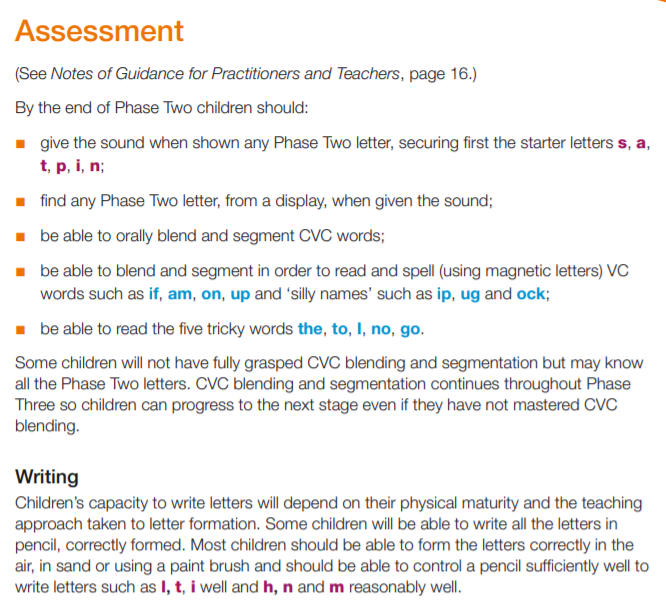 Assessment
(See Notes of Guidance for Practitioners and Teachers, page 16.)
By the end of Phase Two children should:
■ give the sound when shown any Phase Two letter, securing first the starter letters s, a,
t, p, i, n;
■ find any Phase Two letter, from a display, when given the sound;
■ be able to orally blend and segment CVC words;
■ be able to blend and segment in order to read and spell (using magnetic letters) VC
words such as if, am, on, up and ‘silly names’ such as ip, ug and ock;
■ be able to read the five tricky words the, to, I, no, go.
Some children will not have fully grasped CVC blending and segmentation but may know
all the Phase Two letters. CVC blending and segmentation continues throughout Phase
Three so children can progress to the next stage even if they have not mastered CVC
blending.
Writing
Children’s capacity to write letters will depend on their physical maturity and the teaching
approach taken to letter formation. Some children will be able to write all the letters in
pencil, correctly formed. Most children should be able to form the letters correctly in the
air, in sand or using a paint brush and should be able to control a pencil sufficiently well to
write letters such as l, t, i well and h, n and m reasonably well.